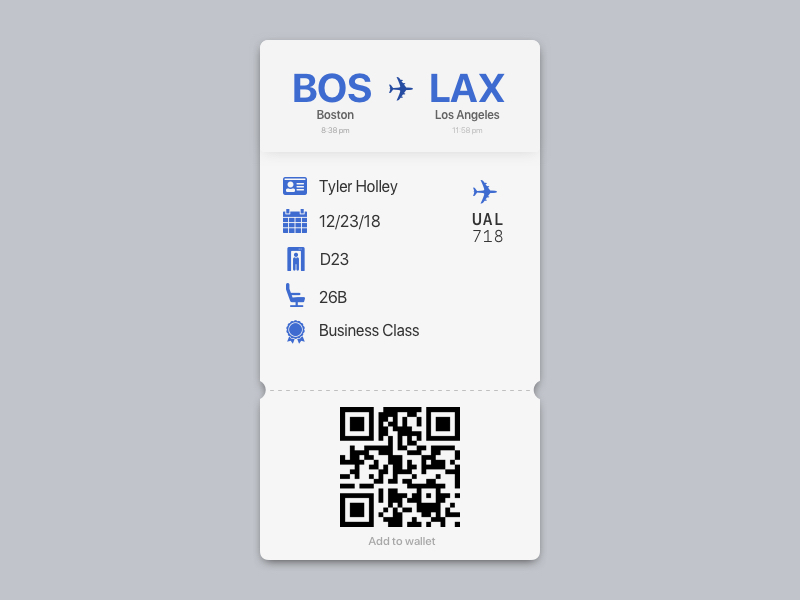 BOS ✈ LAX
Boston Los Angeles
8:38 pm 11:58 pm
Tyler Holley
12/23/18
D23
26B
Business Class
UAL
718
Add to wallet